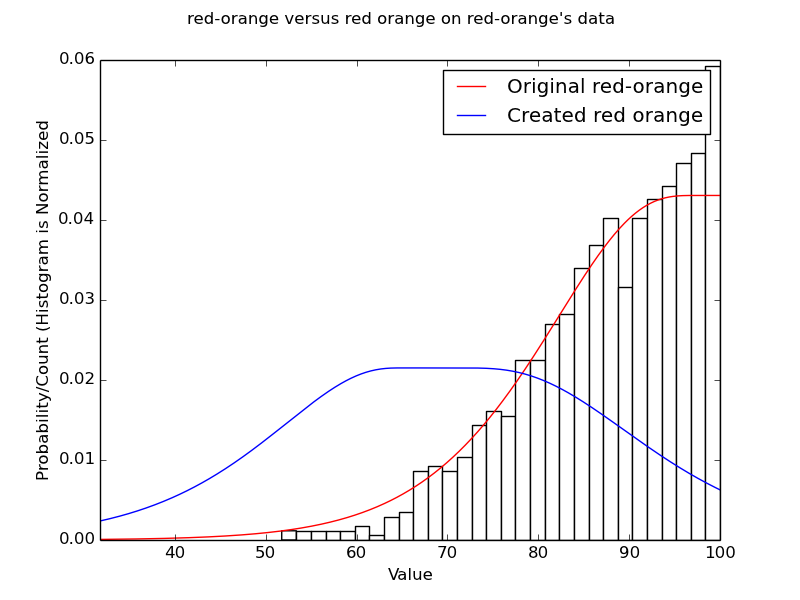 red-orange versus red orange on red-orange's data
0.06
0.05
0.04
0.03
0.02
0.01
0.00
Probability/Count (Histogram is Normalized
Original red-orange
Created red orange
40 50 60 70 80 90 100
Value